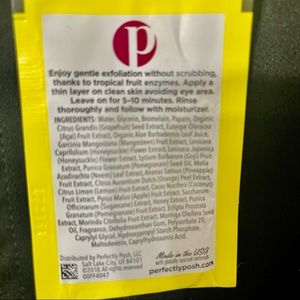 p
Enjoy gentle exfoliation without scrubbing,
thanks to tropical fruit enzymes. Apply a
thin layer on clean skin avoiding eye area.
Leave on for 5-10 minutes. Rinse
thoroughly and follow with moisturizer.
INGREDIENTS: Water, Glycerin, Bromelain, Papain, Organic
Citrus Grandis (Grapefruit) Seed Extract, Euterpe Oleracea
(Açai) Fruit Extract, Organic Aloe Barbadensis Leaf Juice,
Garcinia Mangostana (Mangosteen) Fruit Extract, Lonicera
Caprifolium (Honeysuckle) Flower Extract, Lonicera Japonica
(Honeysuckle) Flower Extract, Lycium Barbarum (Goji) Fruit
Extract, Punica Granatum (Pomegranate) Seed Oil, Melia
Azadirachta (Neem) Leaf Extract, Ananas Sativus (Pineapple)
Fruit Extract, Citrus Aurantium Dulcis (Orange) Peel Extract,
Citrus Limon (Lemon) Fruit Extract, Cocos Nucifera (Coconut)
Fruit Extract, Pyrus Malus (Apple) Fruit Extract, Saccharum
Officinarum (Sugarcane) Extract, Honey Extract, Punica
Granatum (Pomegranate) Fruit Extract,
Extract, Morinda Citrifolia Fruit Extract, Moringa Oleifera Seed
Oil, Fragrance, Dehydroxanthan Gum, Polysorbate 20,
Caprylyl Glycol, Hydroxypropyl Starch Phosphate,
Maltodextrin, Caprylhydroxamic Acid.
Distributed by Perfectly Posh, LLC
Salt Lake City, UT 84101
©2018 All rights reserved
00FF4047
Made in the USA
perfectlyposh.com